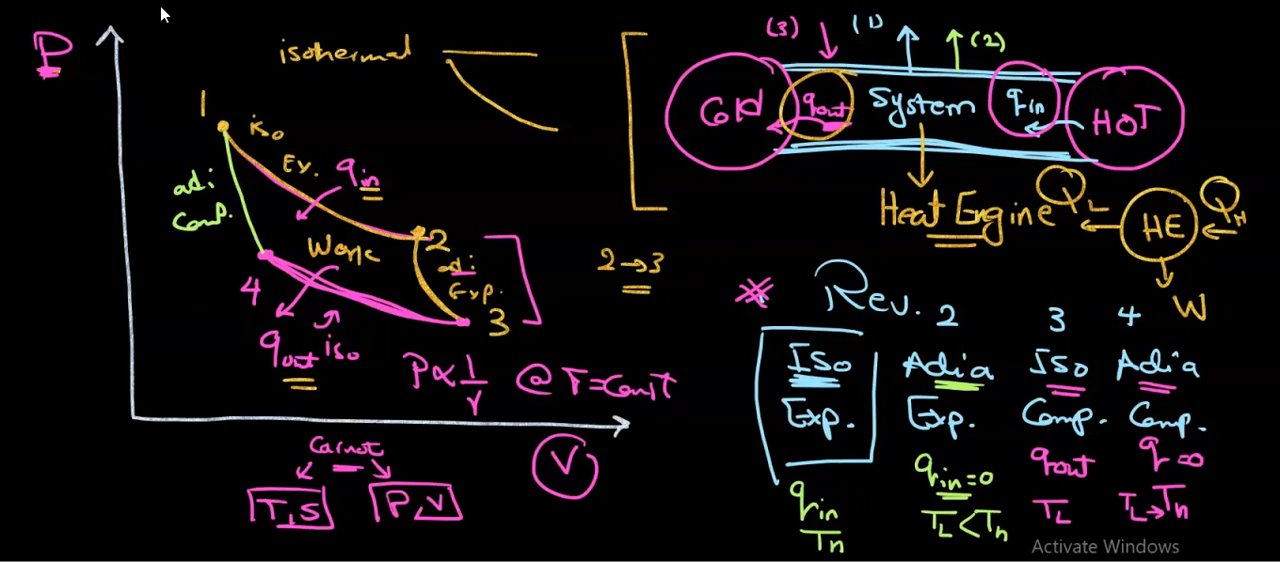 P
isothermal
1
iso
Ex.
qin
adi
Comp.
Work
2
adi
Exp.
4
3
qout
iso
P∝1/V @ T=ConsT
V
Carnot
T,S
P,V
2→3
(3)
(1)
(2)
Cold
qout
System
qin
HOT
Heat Engine
QL
HE
QH
W
* Rev.
2 3 4
Iso Adia Iso Adia
Exp. Exp. Comp. Comp.
qin qin=0 qout q=0
TH TL<TH TL TL→TH
Activate Windows